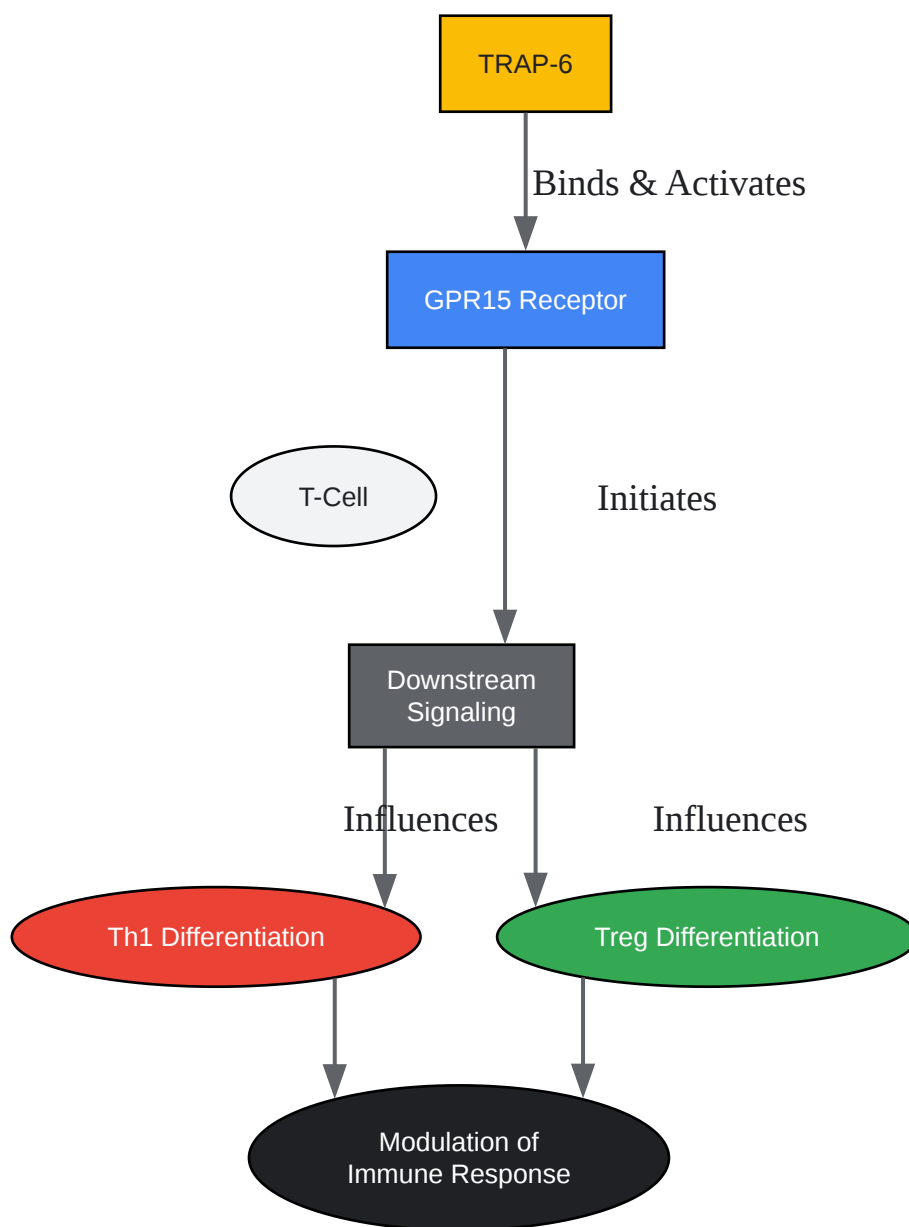 TRAP-6
Binds & Activates
GPR15 Receptor
T-Cell
Initiates
Downstream
Signaling
Influences
Influences
Th1 Differentiation
Treg Differentiation
Modulation of
Immune Response